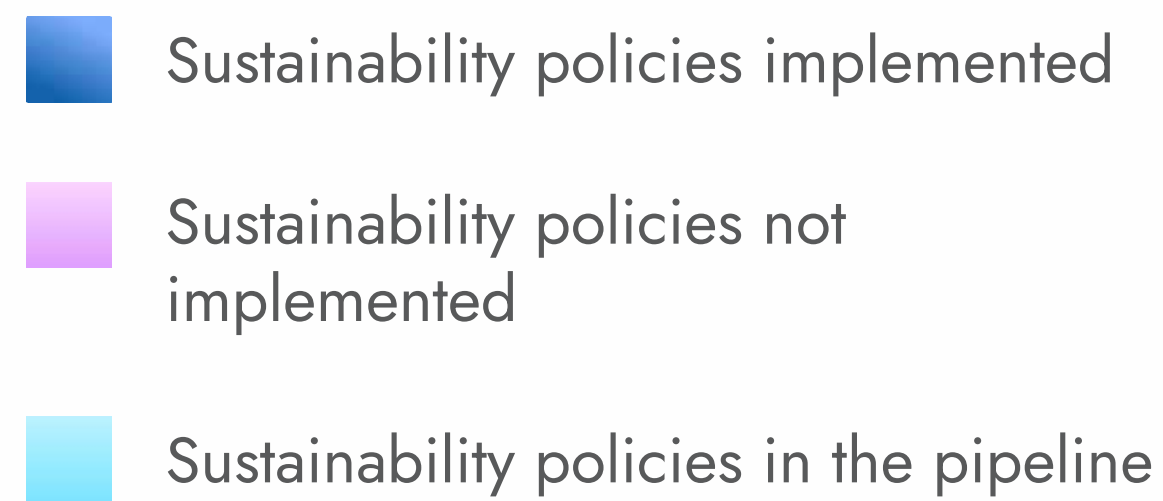 Sustainability policies implemented
Sustainability policies not
implemented
Sustainability policies in the pipeline